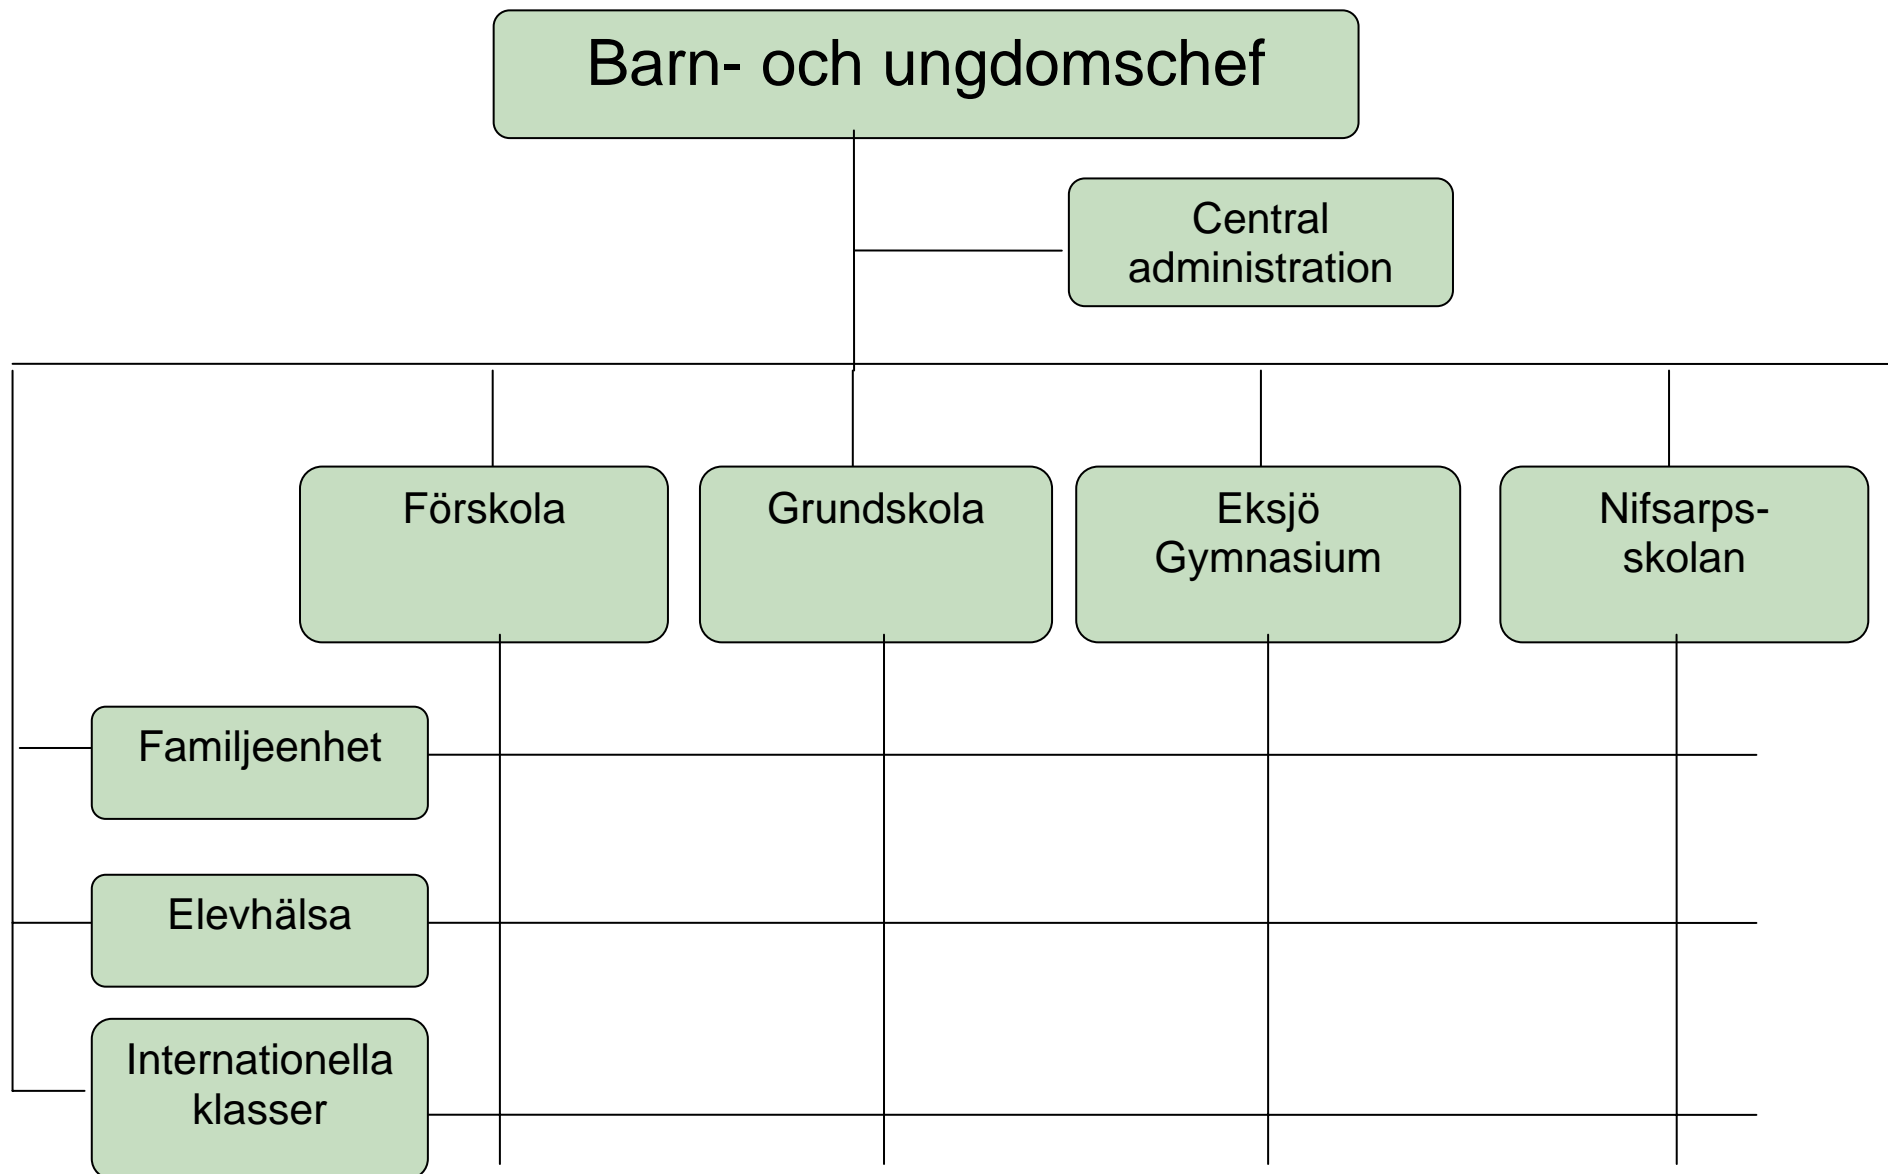 Barn- och ungdomschef
Central
administration
Förskola
Grundskola
Eksjö
Gymnasium
Nifsarps-
skolan
Familjeenhet
Elevhälsa
Internationella
klasser